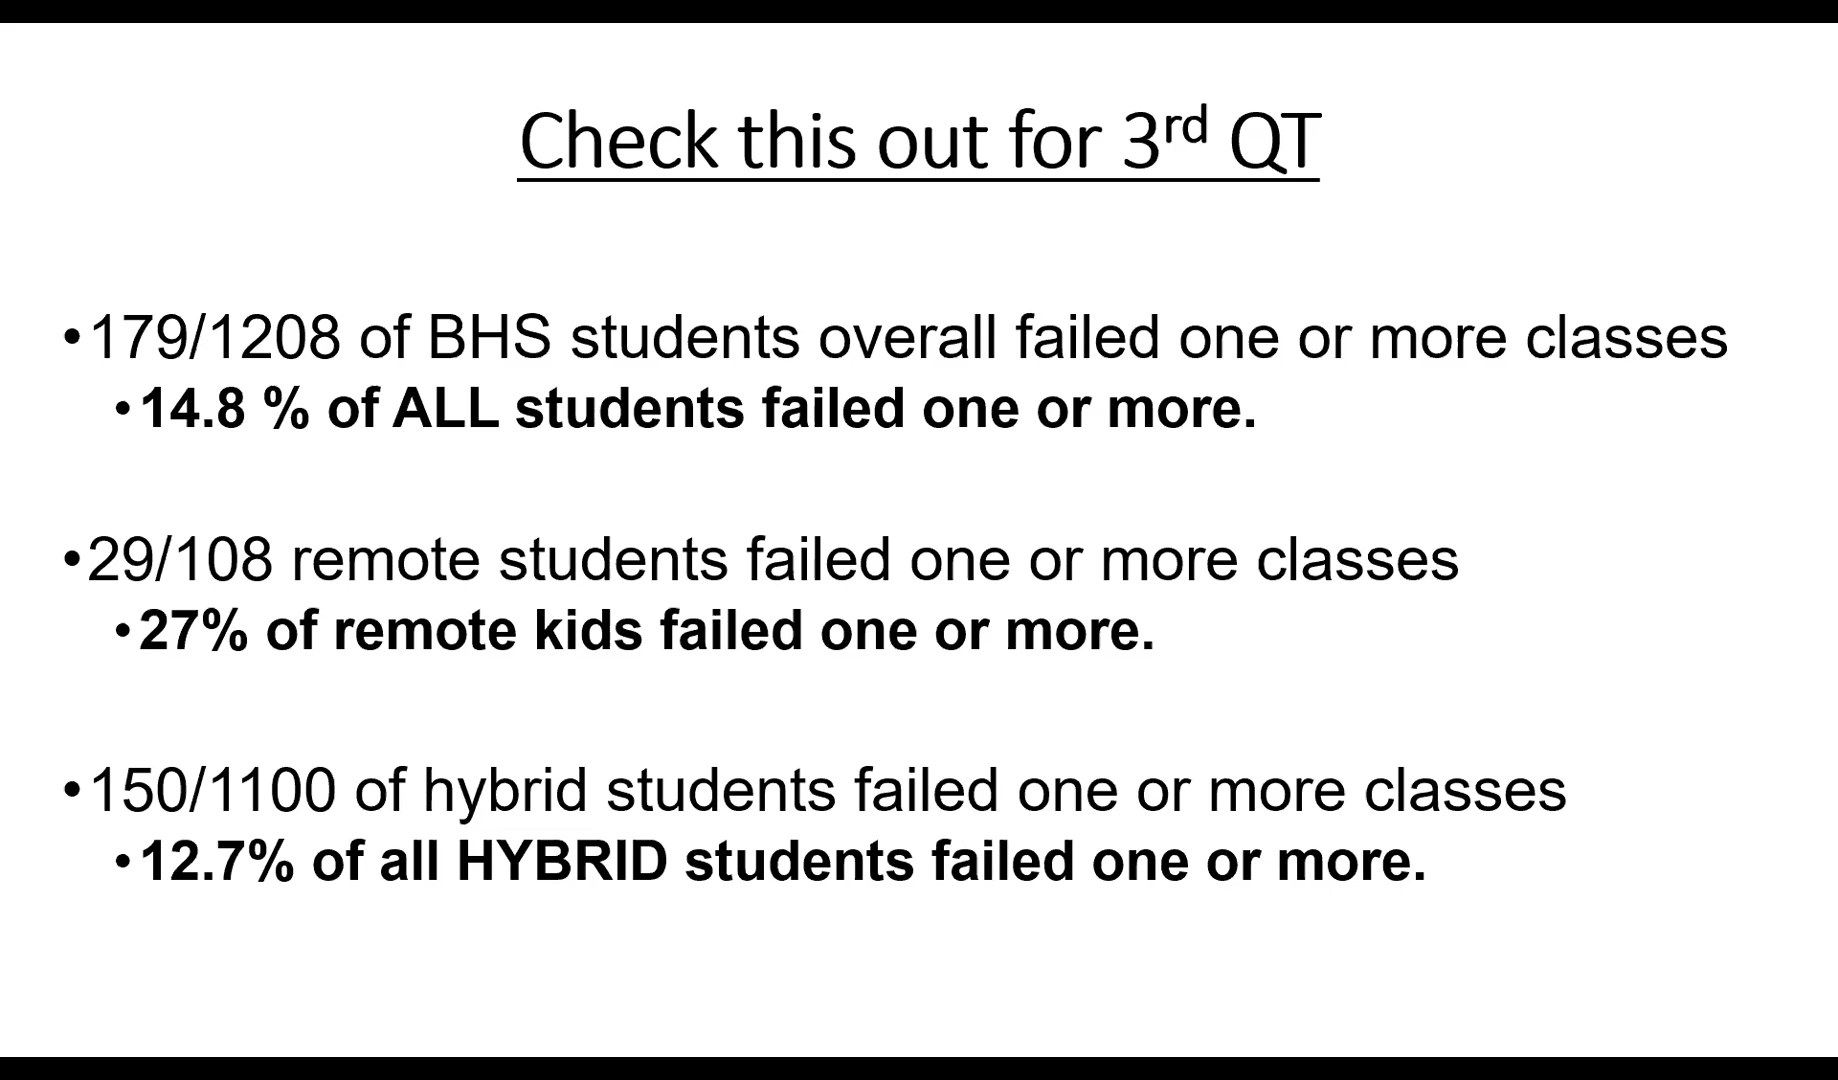 Check this out for 3rd QT
•179/1208 of BHS students overall failed one or more classes
•14.8 % of ALL students failed one or more.
•29/108 remote students failed one or more classes
•27% of remote kids failed one or more.
•150/1100 of hybrid students failed one or more classes
•12.7% of all HYBRID students failed one or more.